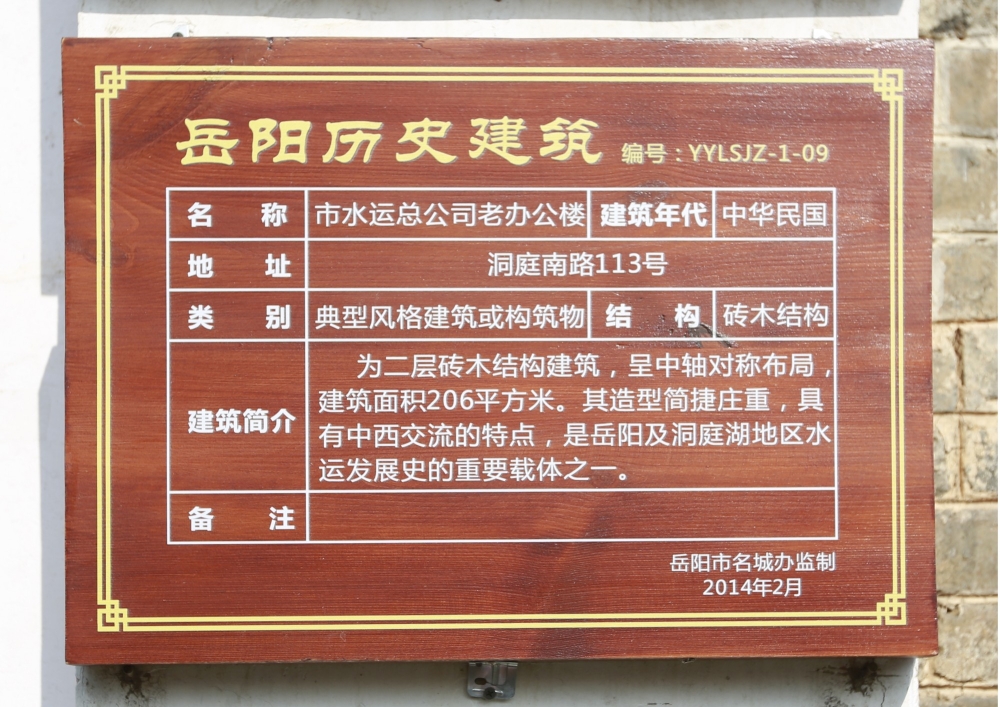 岳阳历史建筑 编号：YYLSJZ-1-09
名 称 市水运总公司老办公楼 建筑年代 中华民国
地 址 洞庭南路113号
类 别 典型风格建筑或构筑物 结 构 砖木结构
为二层砖木结构建筑，呈中轴对称布局，
建筑面积206平方米。其造型简捷庄重，具
建筑简介
有中西交流的特点，是岳阳及洞庭湖地区水
运发展史的重要载体之一。
备 注
岳阳市名城办监制
2014年2月